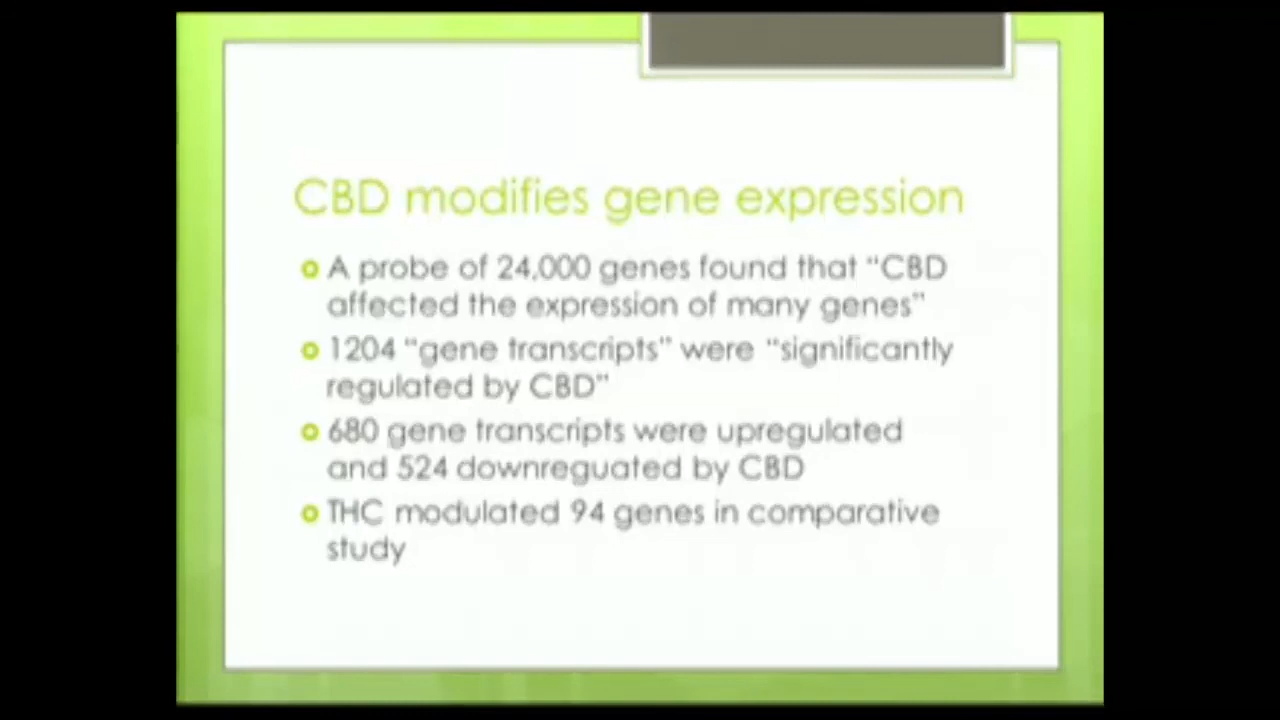 CBD modifies gene expression
A probe of 24,000 genes found that “CBD
affected the expression of many genes”
1204 “gene transcripts” were “significantly
regulated by CBD”
680 gene transcripts were upregulated
and 524 downreguated by CBD
THC modulated 94 genes in comparative
study